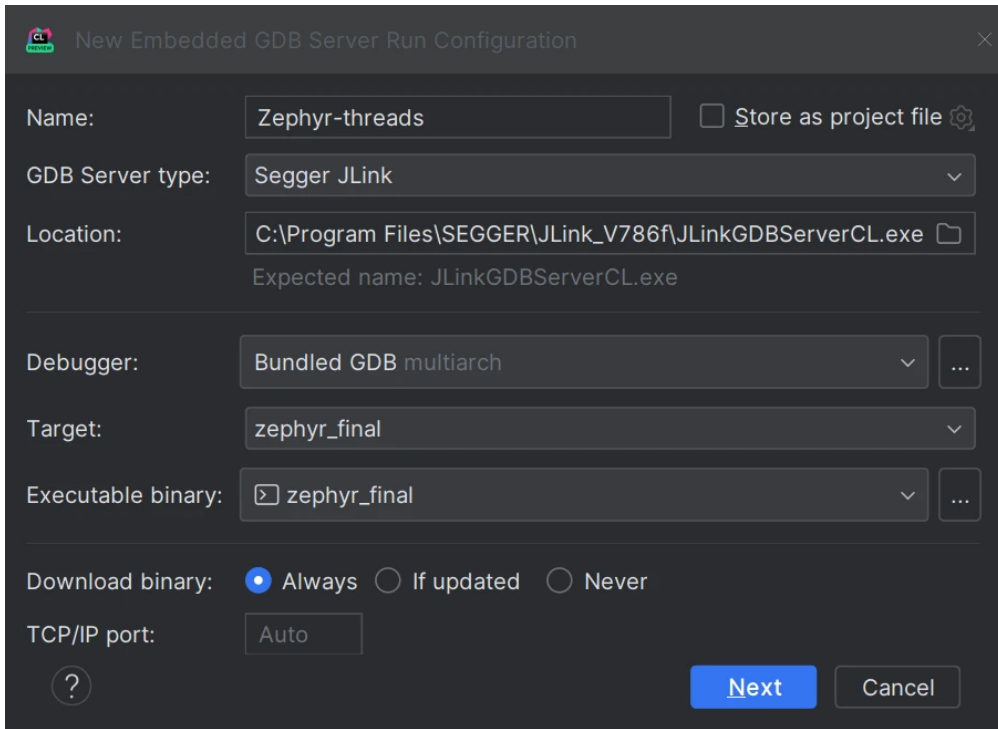 CL
PREVIEW
New Embedded GDB Server Run Configuration
Name: Zephyr-threads Store as project file
GDB Server type: Segger JLink
Location: C:\Program Files\SEGGER\JLink_V786f\JLinkGDBServerCL.exe
Expected name: JLinkGDBServerCL.exe
Debugger: Bundled GDB multiarch ...
Target: zephyr_final
Executable binary: zephyr_final ...
Download binary: Always If updated Never
TCP/IP port: Auto
? Next Cancel